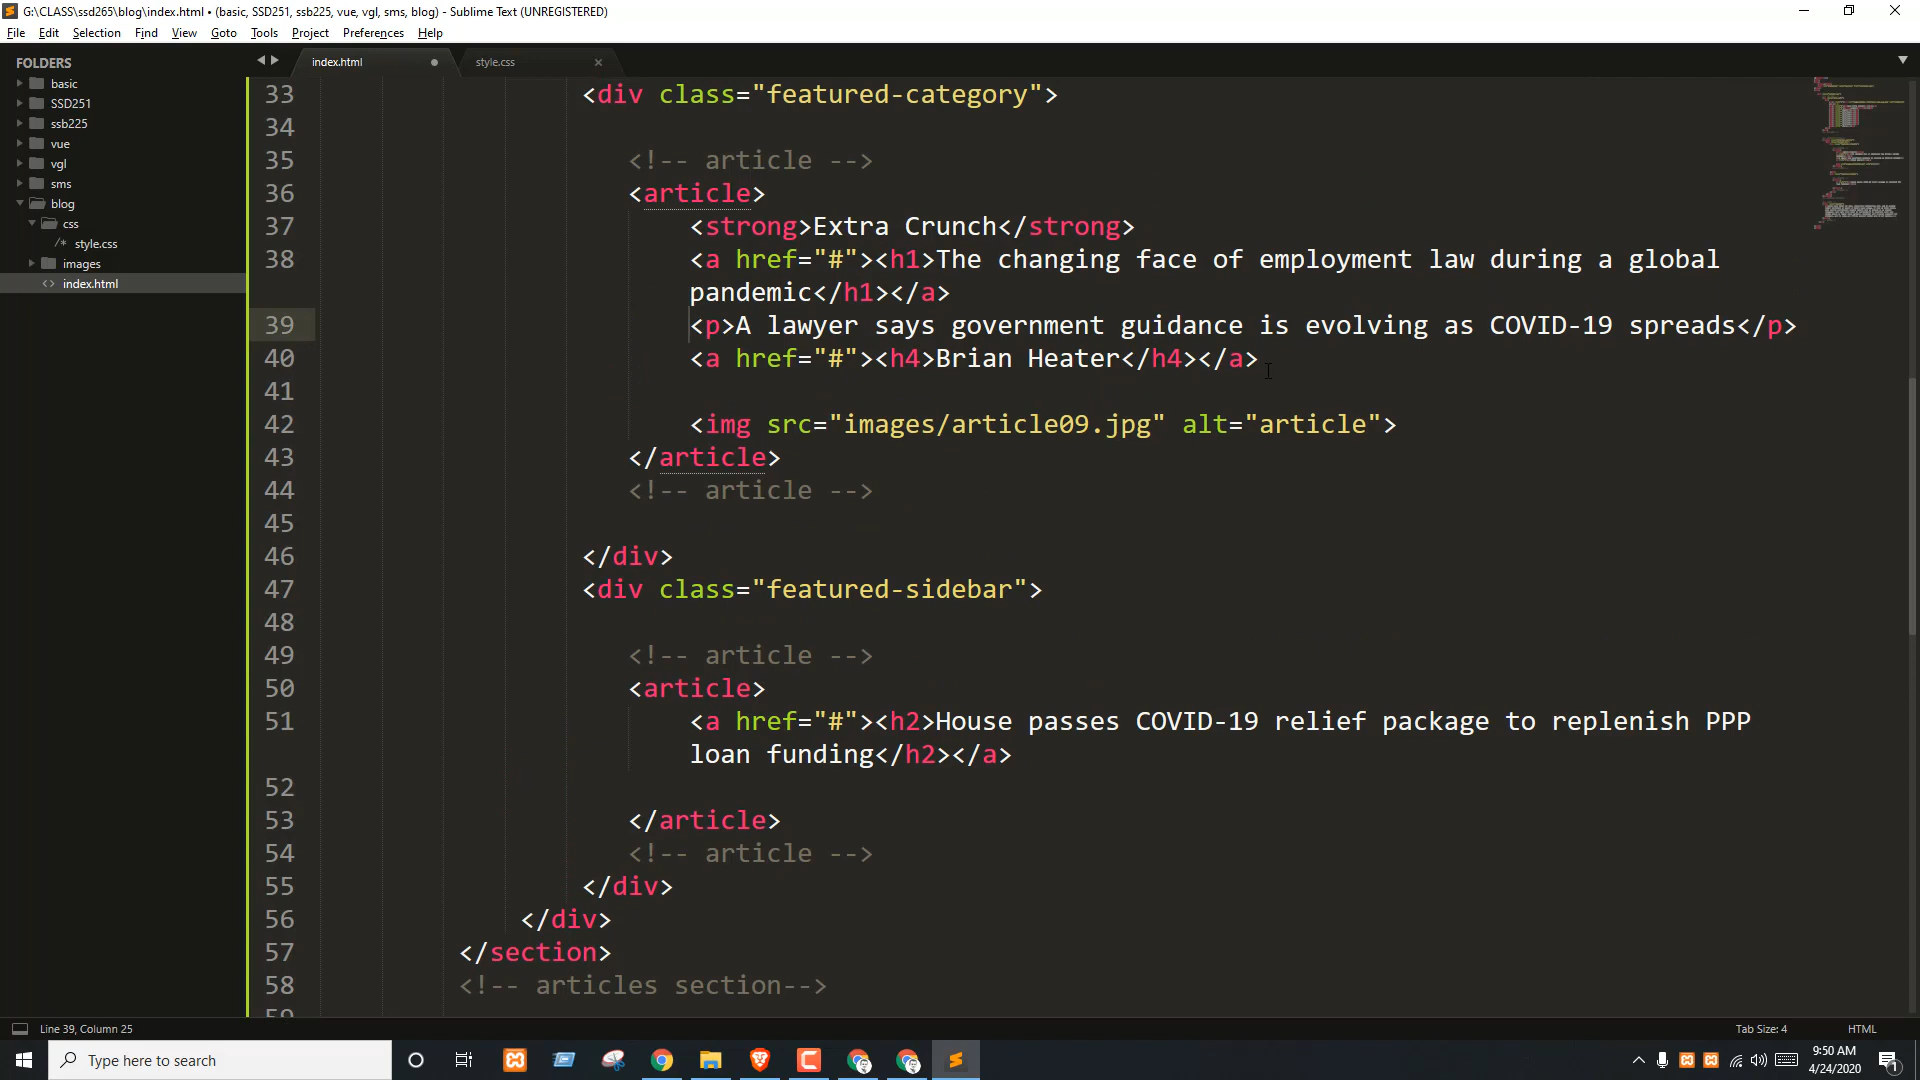 G:\CLASS\ssd265\blog\index.html • (basic, SSD251, ssb225, vue, vgl, sms, blog) - Sublime Text (UNREGISTERED)
File Edit Selection Find View Goto Tools Project Preferences Help
FOLDERS
basic
SSD251
ssb225
vue
vgl
sms
blog
css
/* style.css
images
<> index.html
index.html
style.css
33 <div class="featured-category">
34
35 <!-- article -->
36 <article>
37 <strong>Extra Crunch</strong>
38 <a href="#"><h1>The changing face of employment law during a global
pandemic</h1></a>
39 <p>A lawyer says government guidance is evolving as COVID-19 spreads</p>
40 <a href="#"><h4>Brian Heater</h4></a>
41
42 <img src="images/article09.jpg" alt="article">
43 </article>
44 <!-- article -->
45
46 </div>
47 <div class="featured-sidebar">
48
49 <!-- article -->
50 <article>
51 <a href="#"><h2>House passes COVID-19 relief package to replenish PPP
loan funding</h2></a>
52
53 </article>
54 <!-- article -->
55 </div>
56 </div>
57 </section>
58 <!-- articles section-->
59
Line 39, Column 25
Tab Size: 4
HTML
Type here to search
9:50 AM
4/24/2020
1